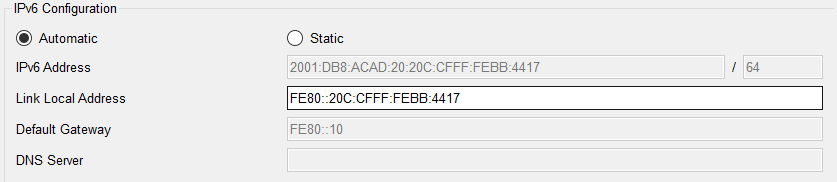 IPv6 Configuration
Automatic Static
IPv6 Address 2001:DB8:ACAD:20:20C:CFFF:FEBB:4417 / 64
Link Local Address FE80::20C:CFFF:FEBB:4417
Default Gateway FE80::10
DNS Server